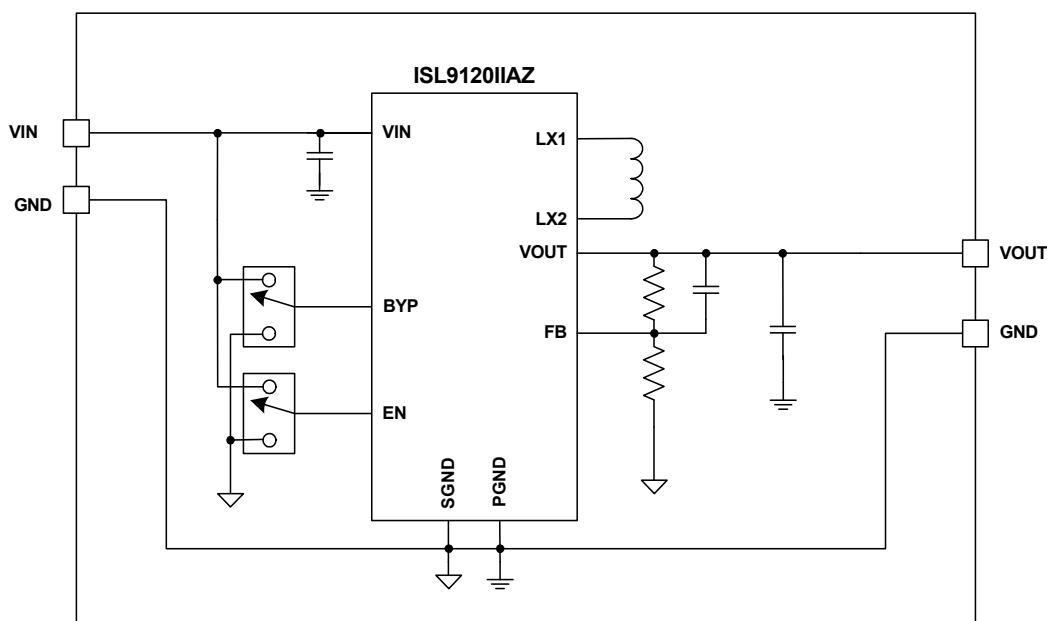 ISL9120IIAZ
VIN
VIN
LX1
GND
LX2
VOUT
VOUT
BYP
FB
GND
EN
SGND
PGND